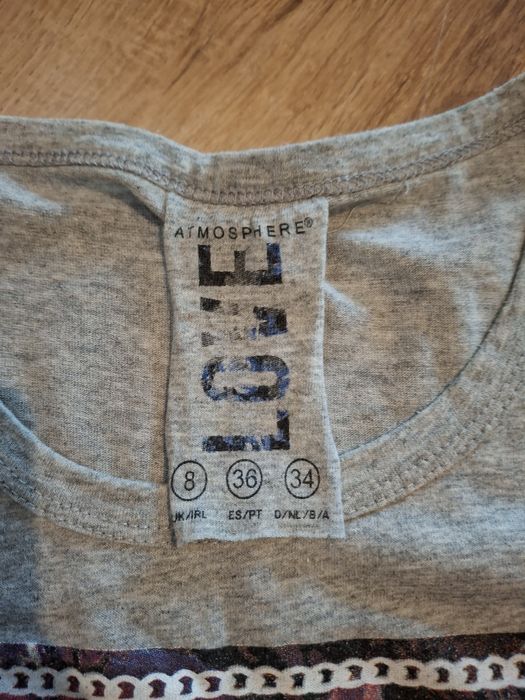 ATMOSPHERE®
LOVE
8 36 34
UK/IRL ES/PT D/NL/B/A